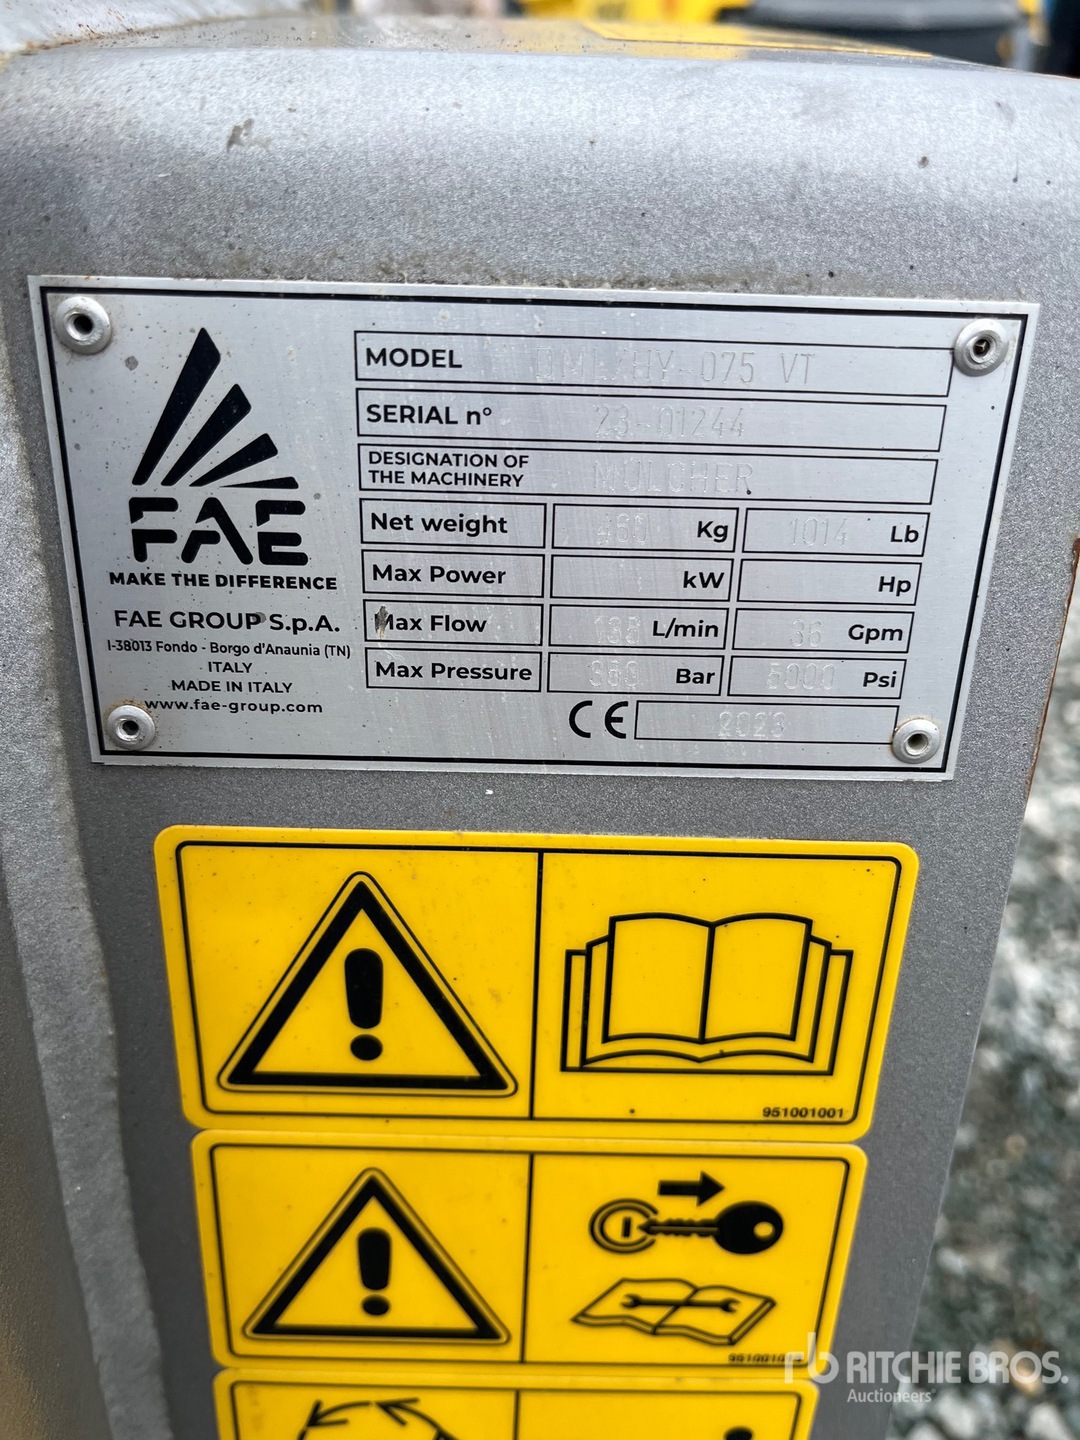 FAE
MAKE THE DIFFERENCE
FAE GROUP S.p.A.
I-38013 Fondo - Borgo d'Anaunia (TN)
ITALY
MADE IN ITALY
www.fae-group.com
MODEL DML/HY-075 VT
SERIAL n° 23-01244
DESIGNATION OF
THE MACHINERY MULCHER
Net weight 460 Kg 1014 Lb
Max Power kW Hp
Max Flow L/min 36 Gpm
Max Pressure Bar 5000 Psi
CE 2023
951001001
RITCHIE BROS.
Auctioneers